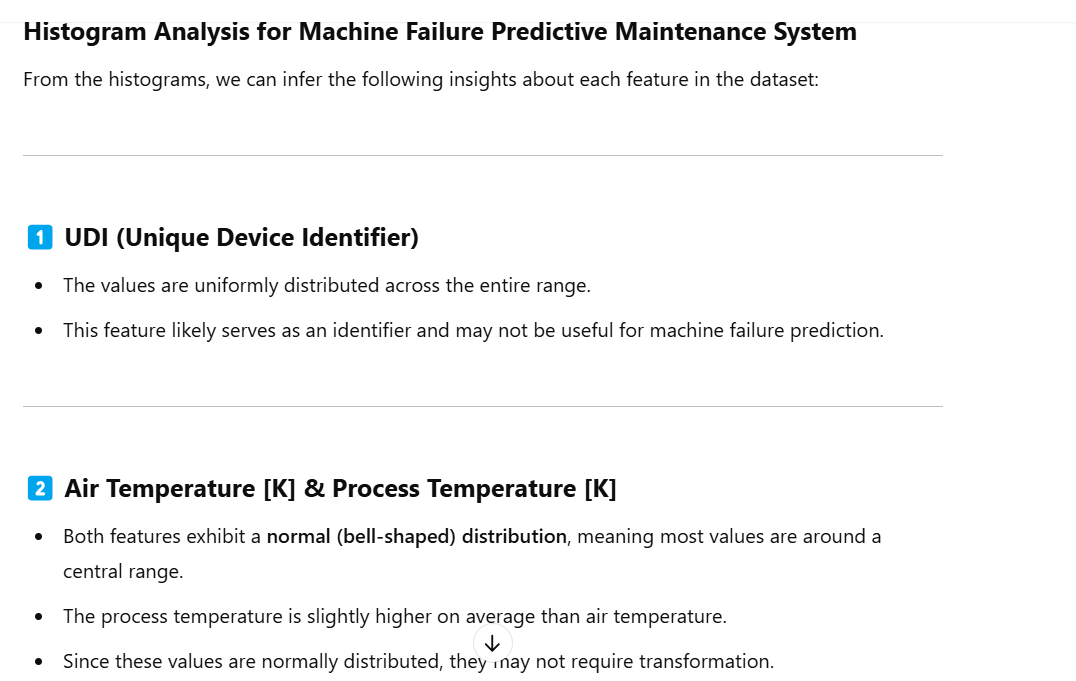 Histogram Analysis for Machine Failure Predictive Maintenance System
From the histograms, we can infer the following insights about each feature in the dataset:
1 UDI (Unique Device Identifier)
• The values are uniformly distributed across the entire range.
• This feature likely serves as an identifier and may not be useful for machine failure prediction.
2 Air Temperature [K] & Process Temperature [K]
• Both features exhibit a normal (bell-shaped) distribution, meaning most values are around a
central range.
• The process temperature is slightly higher on average than air temperature.
• Since these values are normally distributed, they may not require transformation.